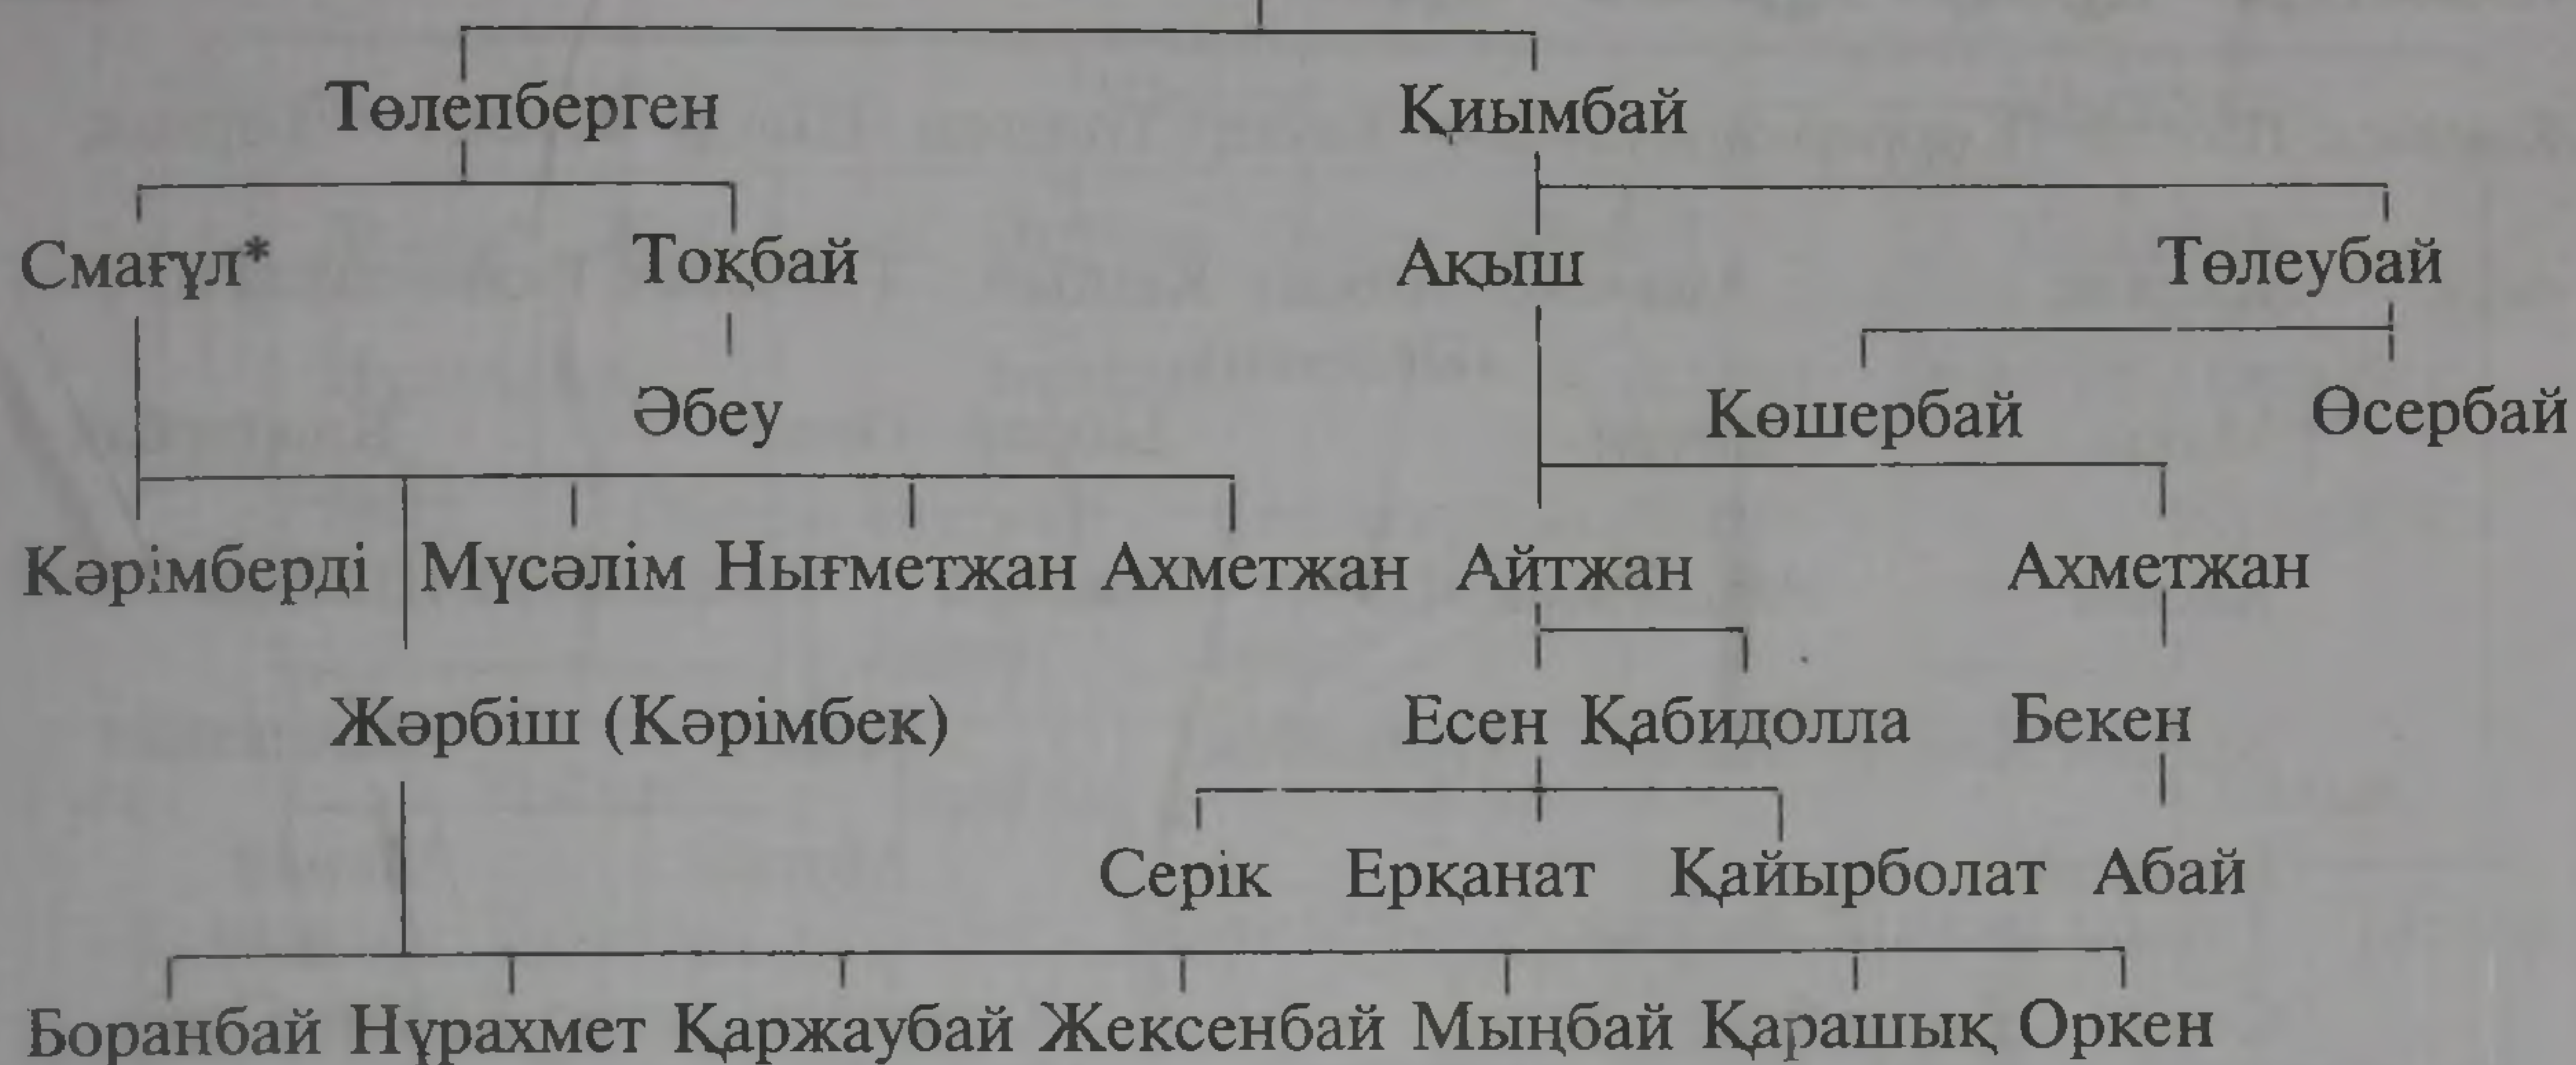 Төлепберген Қиымбай
Смағұл* Тоқбай Ақыш Төлеубай
Әбеу Көшербай Өсербай
Кәрімберді Мүсәлім Нығметжан Ахметжан Айтжан Ахметжан
Жәрбіш (Кәрімбек) Есен Қабидолла Бекен
Серік Ерқанат Қайырболат Абай
Боранбай Нұрахмет Қаржаубай Жексенбай Мыңбай Қарашық Оркен